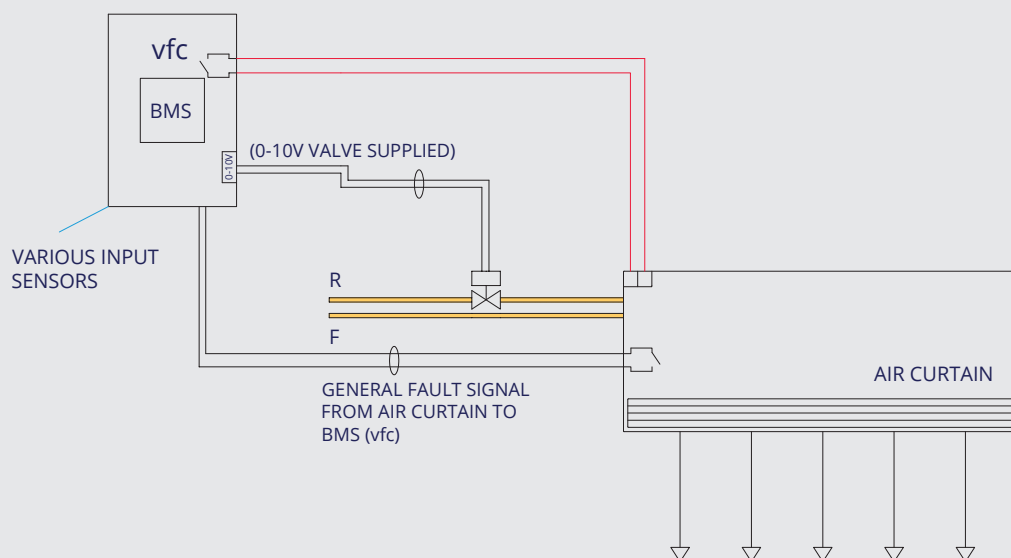 vfc
BMS
0-10V
(0-10V VALVE SUPPLIED)
VARIOUS INPUT
SENSORS
R
F
GENERAL FAULT SIGNAL
FROM AIR CURTAIN TO
BMS (vfc)
AIR CURTAIN